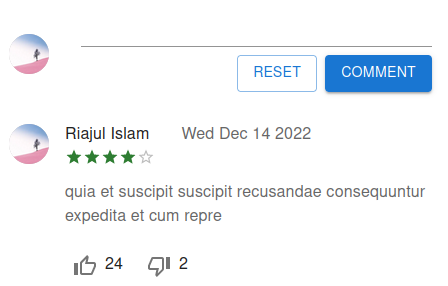 RESET COMMENT
Riajul Islam Wed Dec 14 2022
quia et suscipit suscipit recusandae consequuntur
expedita et cum repre
24 2